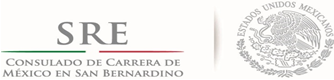 SRE
CONSULADO DE CARRERA DE
MÉXICO EN SAN BERNARDINO
ESTADOS UNIDOS MEXICANOS